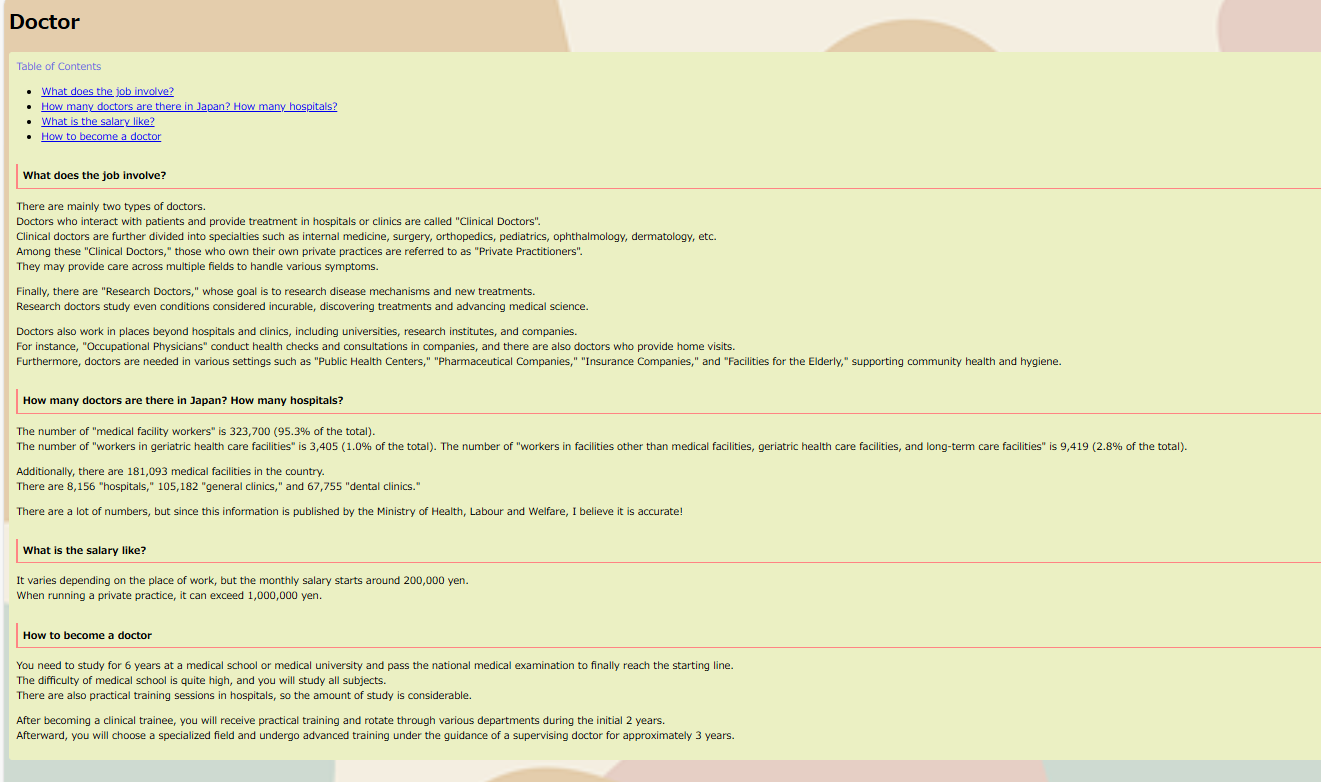 Doctor
Table of Contents
What does the job involve?
How many doctors are there in Japan? How many hospitals?
What is the salary like?
How to become a doctor
What does the job involve?
There are mainly two types of doctors.
Doctors who interact with patients and provide treatment in hospitals or clinics are called "Clinical Doctors".
Clinical doctors are further divided into specialties such as internal medicine, surgery, orthopedics, pediatrics, ophthalmology, dermatology, etc.
Among these "Clinical Doctors," those who own their own private practices are referred to as "Private Practitioners".
They may provide care across multiple fields to handle various symptoms.
Finally, there are "Research Doctors," whose goal is to research disease mechanisms and new treatments.
Research doctors study even conditions considered incurable, discovering treatments and advancing medical science.
Doctors also work in places beyond hospitals and clinics, including universities, research institutes, and companies.
For instance, "Occupational Physicians" conduct health checks and consultations in companies, and there are also doctors who provide home visits.
Furthermore, doctors are needed in various settings such as "Public Health Centers," "Pharmaceutical Companies," "Insurance Companies," and "Facilities for the Elderly," supporting community health and hygiene.
How many doctors are there in Japan? How many hospitals?
The number of "medical facility workers" is 323,700 (95.3% of the total).
The number of "workers in geriatric health care facilities" is 3,405 (1.0% of the total). The number of "workers in facilities other than medical facilities, geriatric health care facilities, and long-term care facilities" is 9,419 (2.8% of the total).
Additionally, there are 181,093 medical facilities in the country.
There are 8,156 "hospitals," 105,182 "general clinics," and 67,755 "dental clinics."
There are a lot of numbers, but since this information is published by the Ministry of Health, Labour and Welfare, I believe it is accurate!
What is the salary like?
It varies depending on the place of work, but the monthly salary starts around 200,000 yen.
When running a private practice, it can exceed 1,000,000 yen.
How to become a doctor
You need to study for 6 years at a medical school or medical university and pass the national medical examination to finally reach the starting line.
The difficulty of medical school is quite high, and you will study all subjects.
There are also practical training sessions in hospitals, so the amount of study is considerable.
After becoming a clinical trainee, you will receive practical training and rotate through various departments during the initial 2 years.
Afterward, you will choose a specialized field and undergo advanced training under the guidance of a supervising doctor for approximately 3 years.